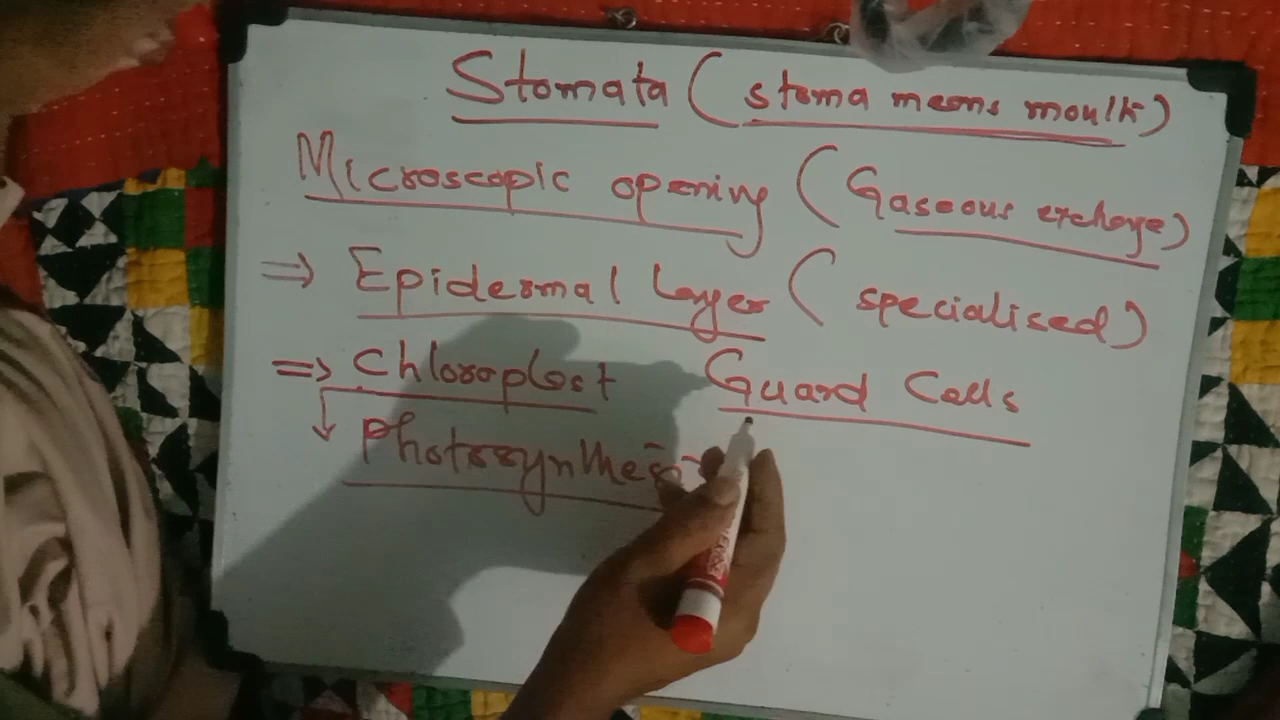 Stomata (stoma means mouth)
Microscopic opening (Gaseous exchange)
⇒ Epidermal Layer (specialised)
⇒ Chloroplast Guard Cells
↓ Photosynthesis